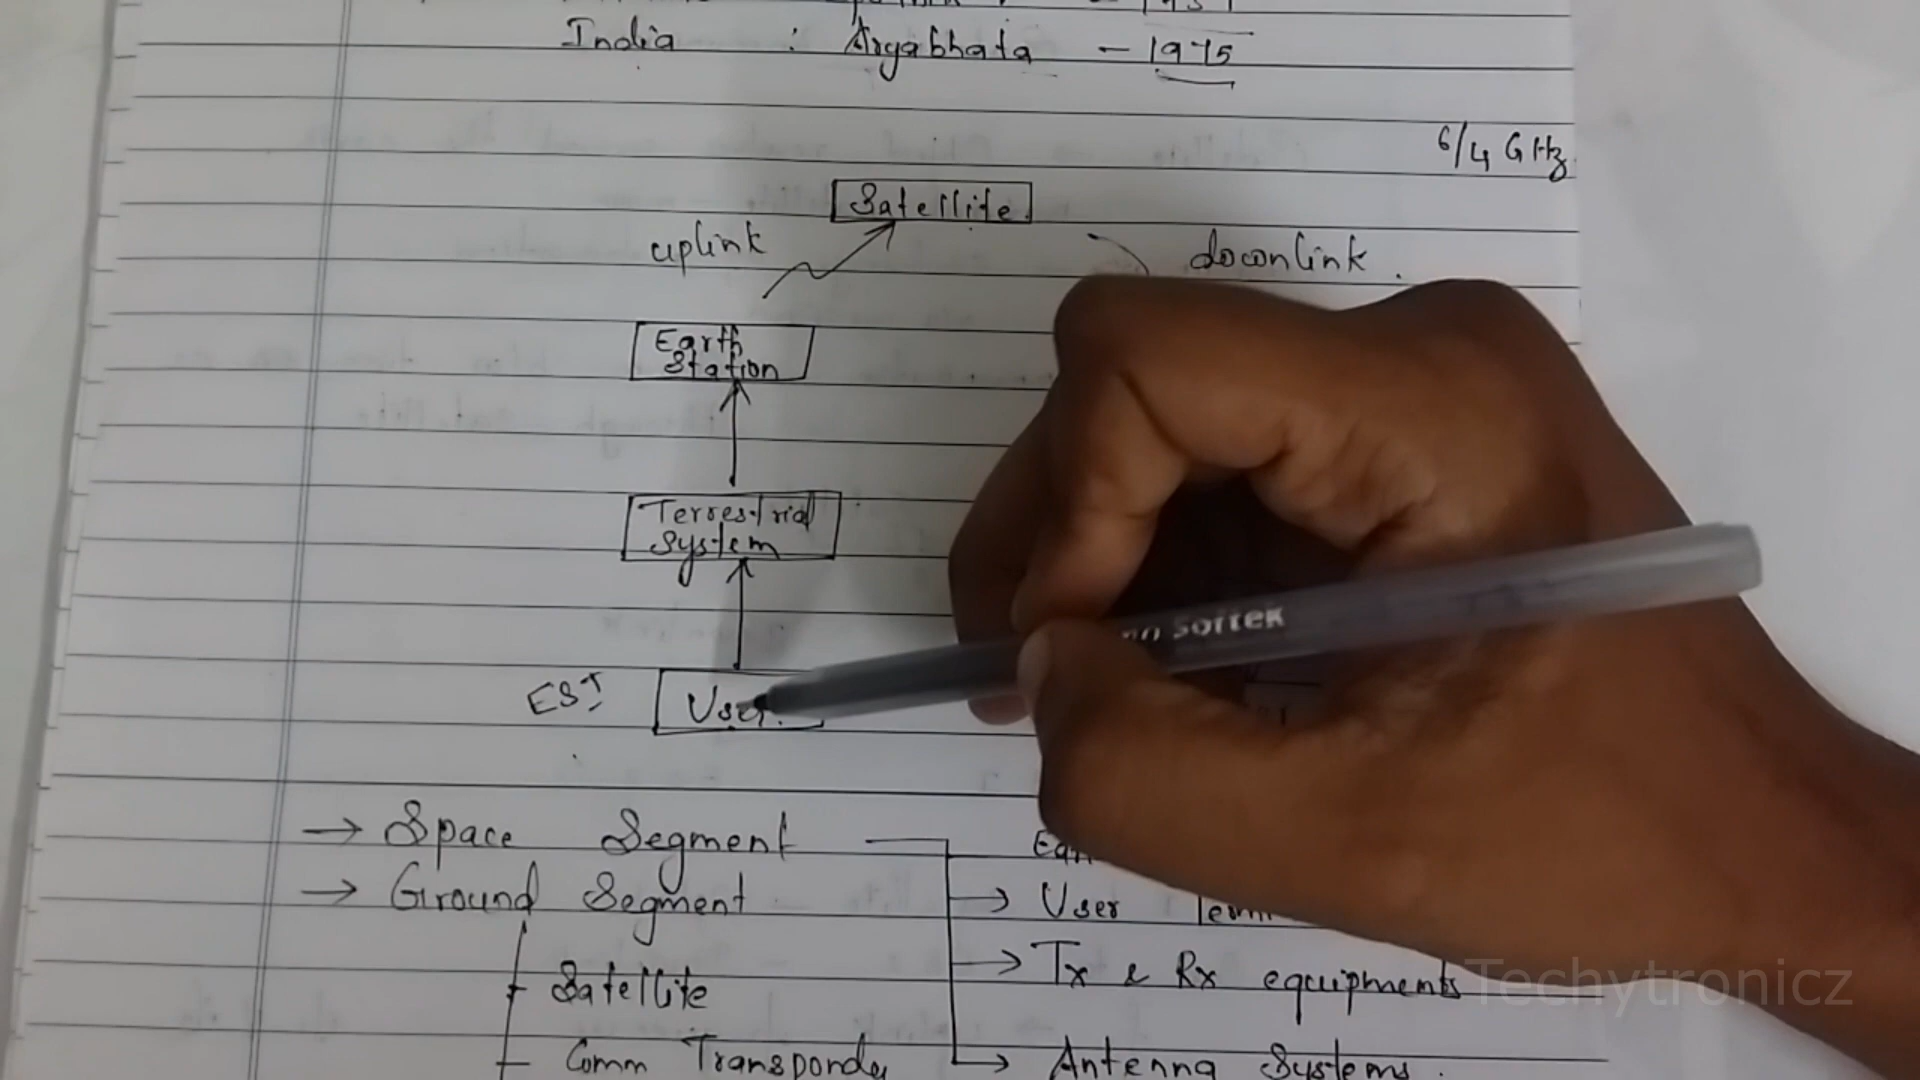 India : Aryabhata - 1975
6/4 GHz
Satellite
uplink
downlink.
Earth
Station
Terrestrial
System
EST
User
→ Space Segment
→ Ground Segment
→ User
→ Tx & Rx equipments
Satellite
Comm Transponder
→ Antenna Systems.
SOFTEK
Techytronicz